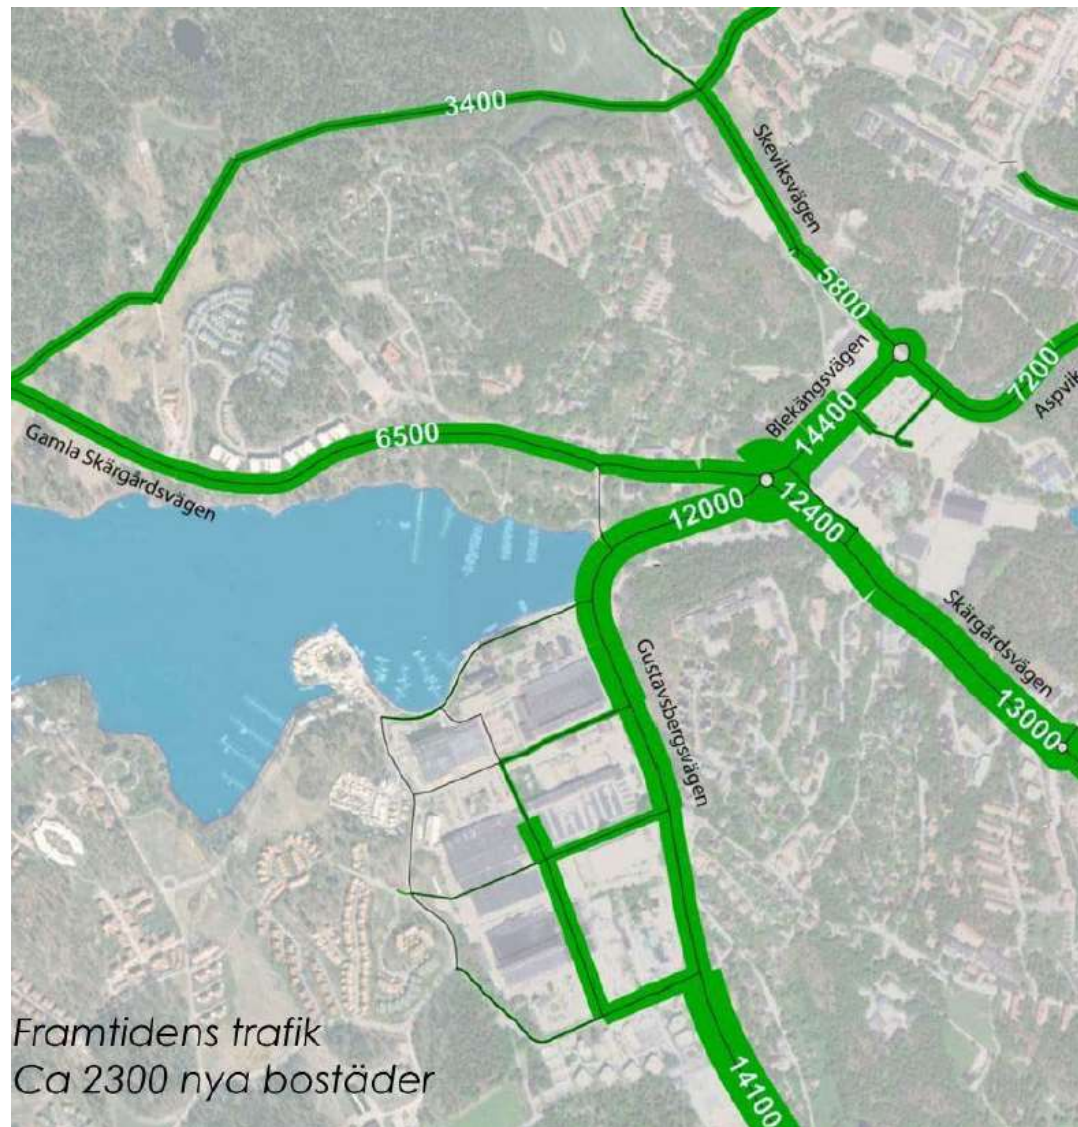 3400
Skeviksvägen
5800
Blekängsvägen
14400
7200
Aspvik
Gamla Skärgårdsvägen
6500
12000
12400
Skärgårdsvägen
13000
Gustavsbergsvägen
14100
Framtidens trafik
Ca 2300 nya bostäder